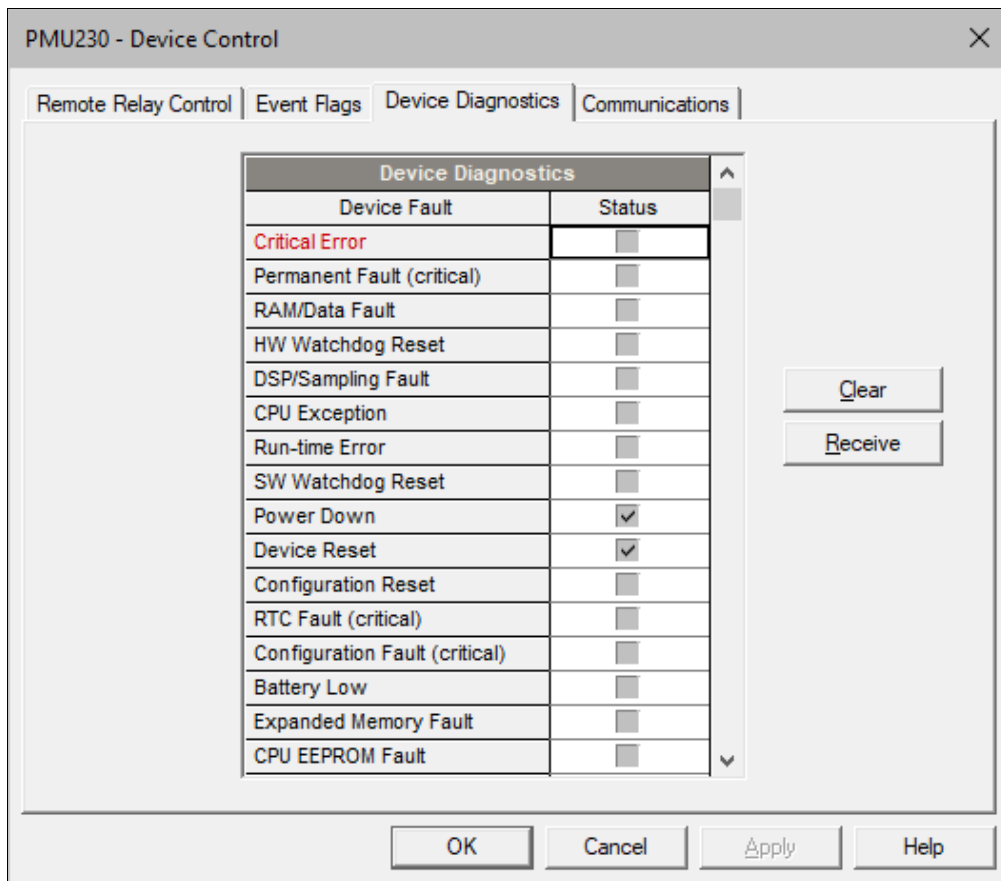 PMU230 - Device Control
Remote Relay Control Event Flags Device Diagnostics Communications
Device Diagnostics
Device Fault Status
Critical Error
Permanent Fault (critical)
RAM/Data Fault
HW Watchdog Reset
DSP/Sampling Fault
CPU Exception
Run-time Error
SW Watchdog Reset
Power Down
Device Reset
Configuration Reset
RTC Fault (critical)
Configuration Fault (critical)
Battery Low
Expanded Memory Fault
CPU EEPROM Fault
Clear
Receive
OK Cancel Apply Help